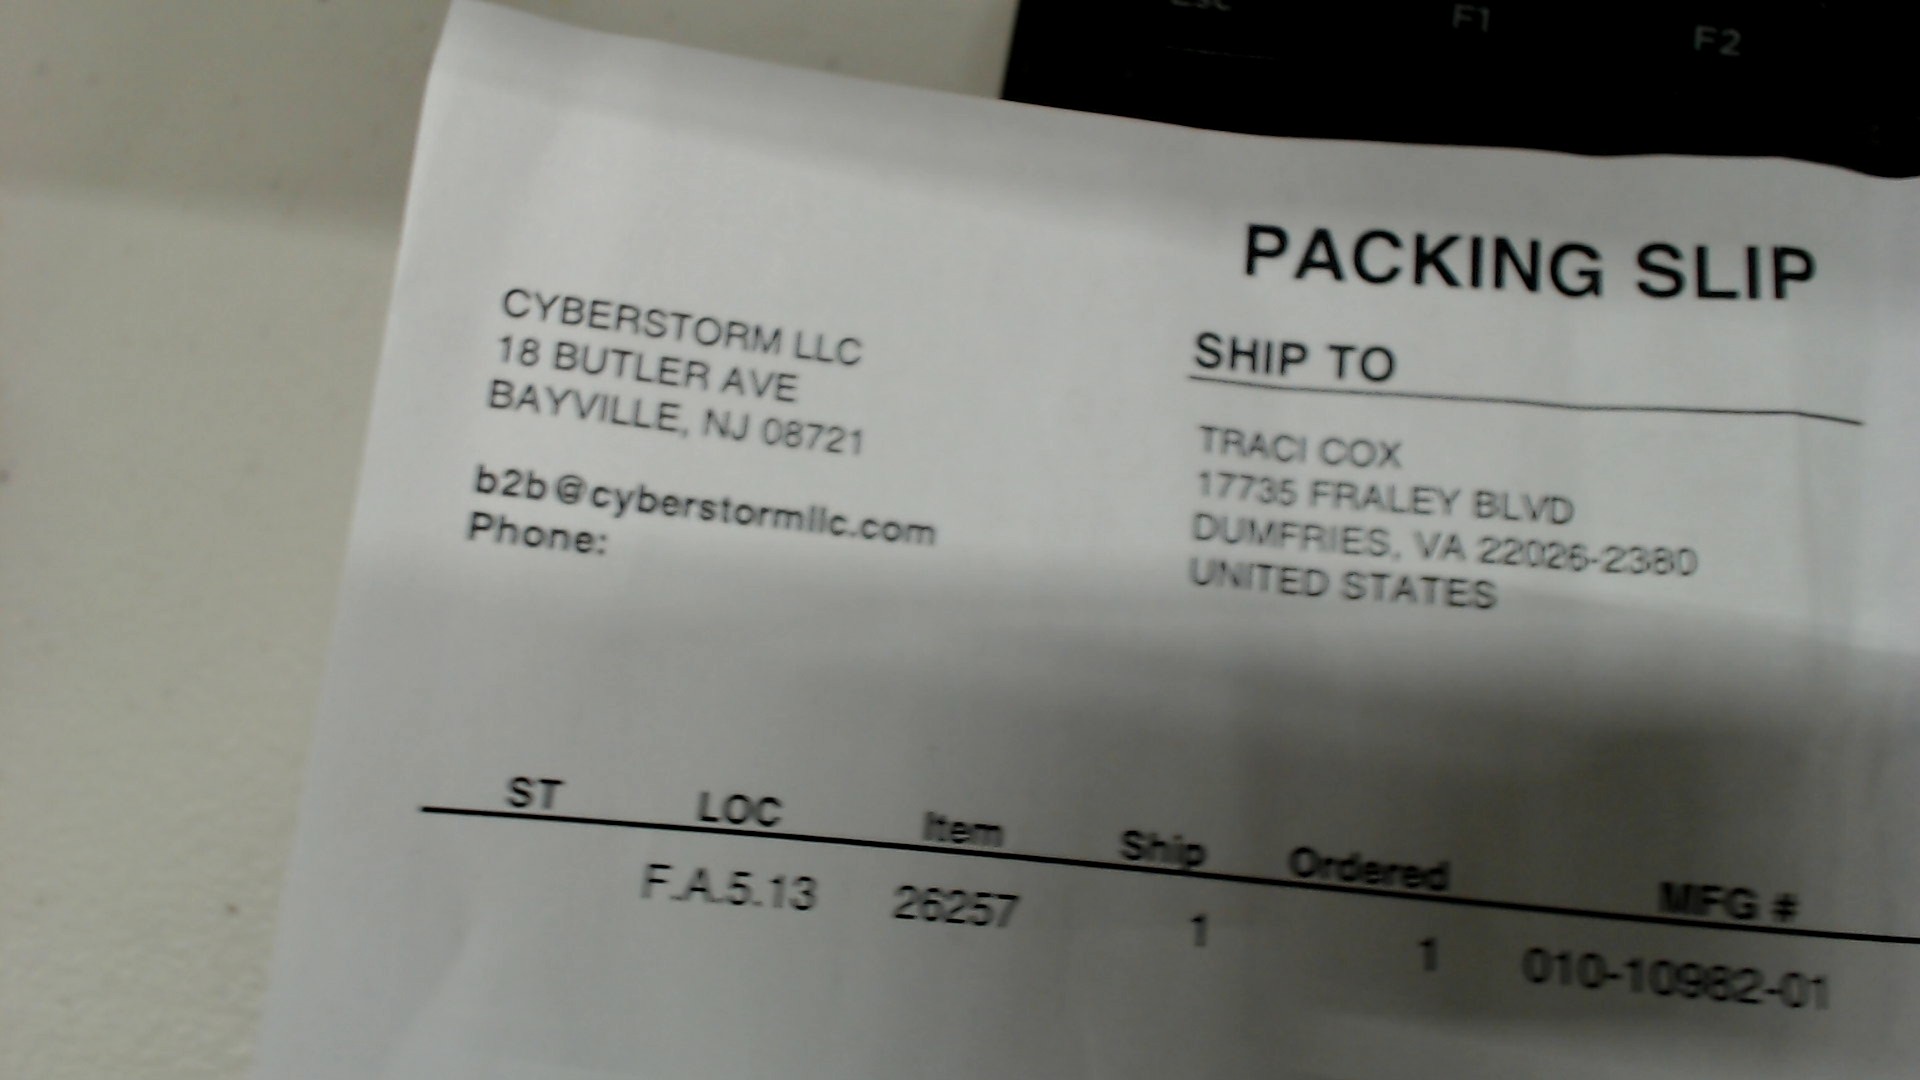 Esc F1 F2
PACKING SLIP
CYBERSTORM LLC
18 BUTLER AVE
BAYVILLE, NJ 08721
b2b@cyberstormllc.com
Phone:
SHIP TO
TRACI COX
17735 FRALEY BLVD
DUMFRIES, VA 22026-2380
UNITED STATES
ST LOC Item Ship Ordered MFG #
F.A.5.13 26257 1 1 010-10982-01